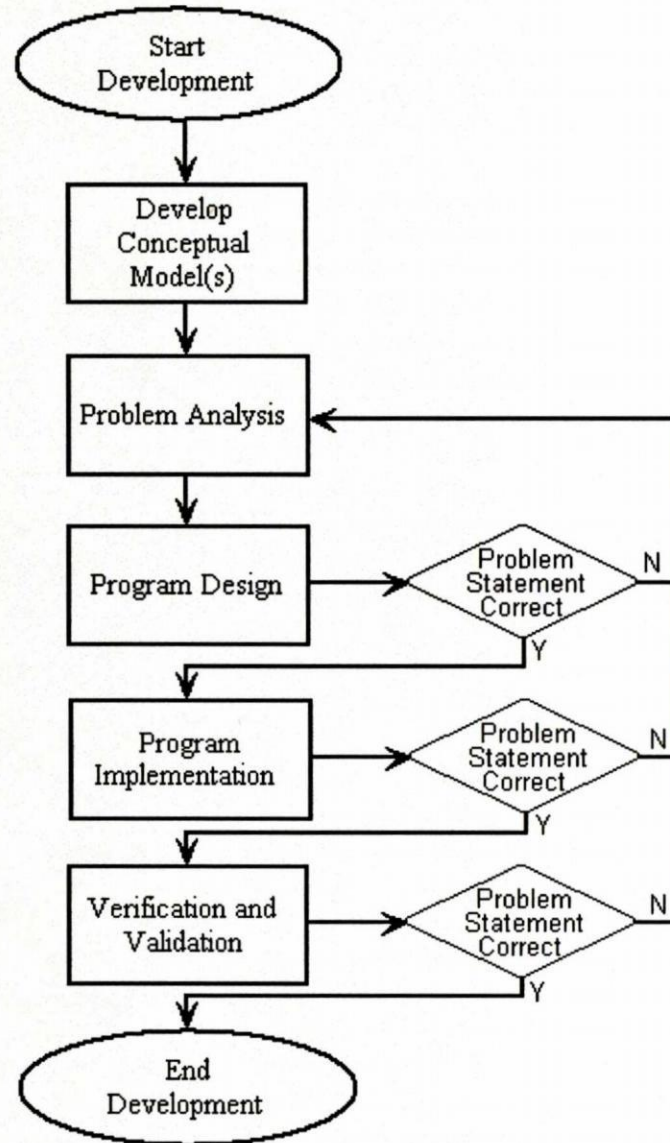 Start
Development
Develop
Conceptual
Model(s)
Problem Analysis
Program Design
Problem
Statement
Correct
N
Y
Program
Implementation
Problem
Statement
Correct
N
Y
Verification and
Validation
Problem
Statement
Correct
N
Y
End
Development